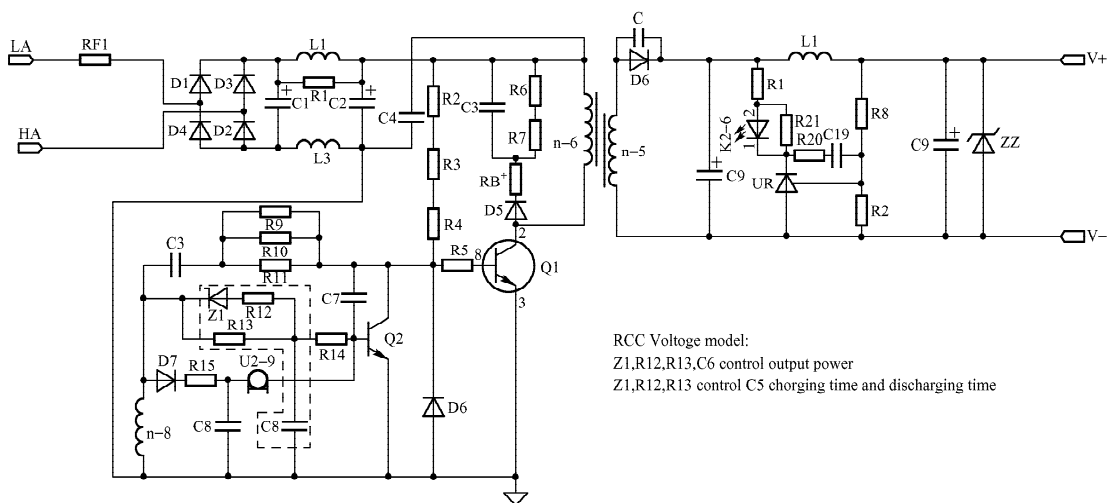 LA
RF1
HA
D1
D3
D4
D2
L1
R1
C1
C2
L3
C4
R2
R3
R4
C3
R6
R7
RB+
D5
n-6
n-5
C
D6
L1
R1
K2-6
2
1
R21
R20
C19
UR
C9
R8
R2
C9
ZZ
V+
V-
R9
R10
R11
C3
Z1
R12
R13
C7
R14
Q2
D7
R15
U2-9
C8
C8
n-8
D6
R5
8
2
Q1
3
RCC Voltoge model:
Z1,R12,R13,C6 control output power
Z1,R12,R13 control C5 chorging time and discharging time